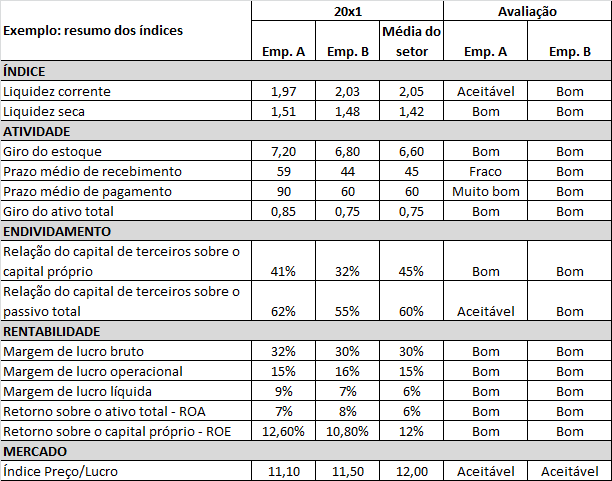 Exemplo: resumo dos índices 20x1 Avaliação
Emp. A Emp. B Média do setor Emp. A Emp. B
ÍNDICE
Liquidez corrente 1,97 2,03 2,05 Aceitável Bom
Liquidez seca 1,51 1,48 1,42 Bom Bom
ATIVIDADE
Giro do estoque 7,20 6,80 6,60 Bom Bom
Prazo médio de recebimento 59 44 45 Fraco Bom
Prazo médio de pagamento 90 60 60 Muito bom Bom
Giro do ativo total 0,85 0,75 0,75 Bom Bom
ENDIVIDAMENTO
Relação do capital de terceiros sobre o
capital próprio 41% 32% 45% Bom Bom
Relação do capital de terceiros sobre o
passivo total 62% 55% 60% Aceitável Bom
RENTABILIDADE
Margem de lucro bruto 32% 30% 30% Bom Bom
Margem de lucro operacional 15% 16% 15% Bom Bom
Margem de lucro líquida 9% 7% 6% Bom Bom
Retorno sobre o ativo total - ROA 7% 8% 6% Bom Bom
Retorno sobre o capital próprio - ROE 12,60% 10,80% 12% Bom Bom
MERCADO
Índice Preço/Lucro 11,10 11,50 12,00 Aceitável Aceitável